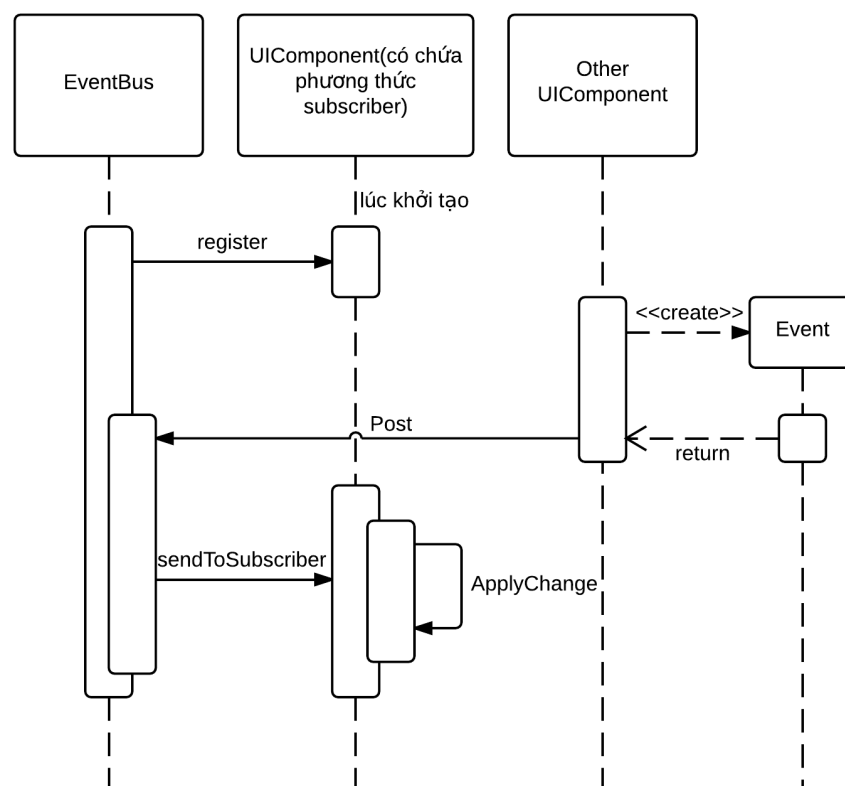 EventBus
UIComponent(có chứa
phương thức
subscriber)
Other
UIComponent
lúc khởi tạo
register
<<create>>
Event
Post
return
sendToSubscriber
ApplyChange